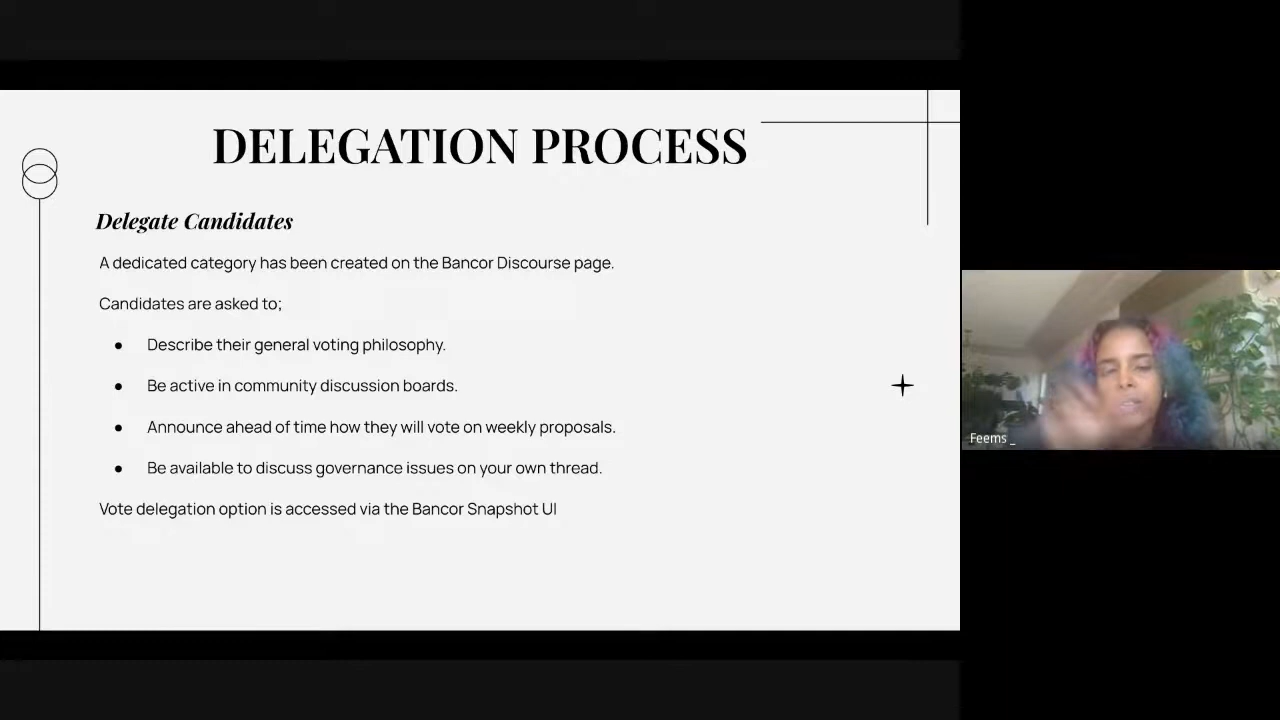 DELEGATION PROCESS
Delegate Candidates
A dedicated category has been created on the Bancor Discourse page.
Candidates are asked to;
● Describe their general voting philosophy.
● Be active in community discussion boards.
● Announce ahead of time how they will vote on weekly proposals.
● Be available to discuss governance issues on your own thread.
Vote delegation option is accessed via the Bancor Snapshot UI
Feems _